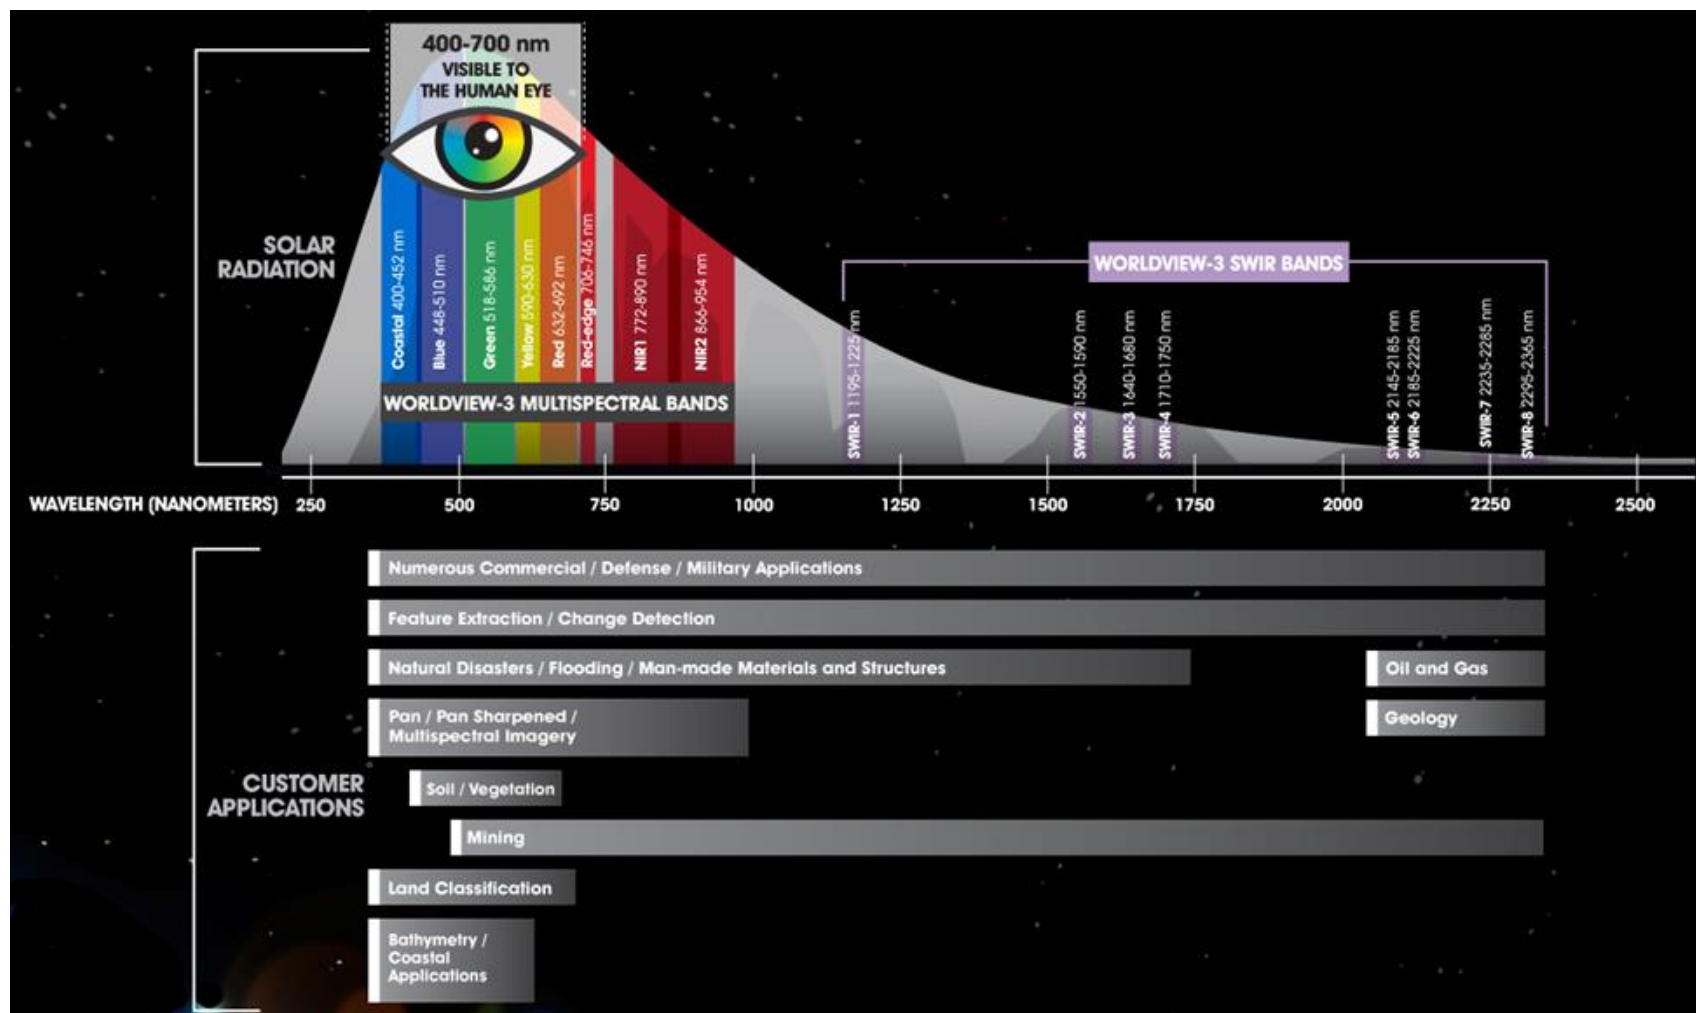 400-700 nm
VISIBLE TO
THE HUMAN EYE
SOLAR
RADIATION
Coastal 400-452 nm
Blue 448-510 nm
Green 518-586 nm
Yellow 590-630 nm
Red 632-692 nm
Red-edge 706-746 nm
NIR1 772-890 nm
NIR2 866-954 nm
WORLDVIEW-3 MULTISPECTRAL BANDS
WORLDVIEW-3 SWIR BANDS
SWIR-1 1195-1225 nm
SWIR-2 1550-1590 nm
SWIR-3 1640-1680 nm
SWIR-4 1710-1750 nm
SWIR-5 2145-2185 nm
SWIR-6 2185-2225 nm
SWIR-7 2235-2285 nm
SWIR-8 2295-2365 nm
WAVELENGTH (NANOMETERS) 250 500 750 1000 1250 1500 1750 2000 2250 2500
CUSTOMER
APPLICATIONS
Numerous Commercial / Defense / Military Applications
Feature Extraction / Change Detection
Natural Disasters / Flooding / Man-made Materials and Structures
Oil and Gas
Pan / Pan Sharpened /
Multispectral Imagery
Geology
Soil / Vegetation
Mining
Land Classification
Bathymetry /
Coastal
Applications